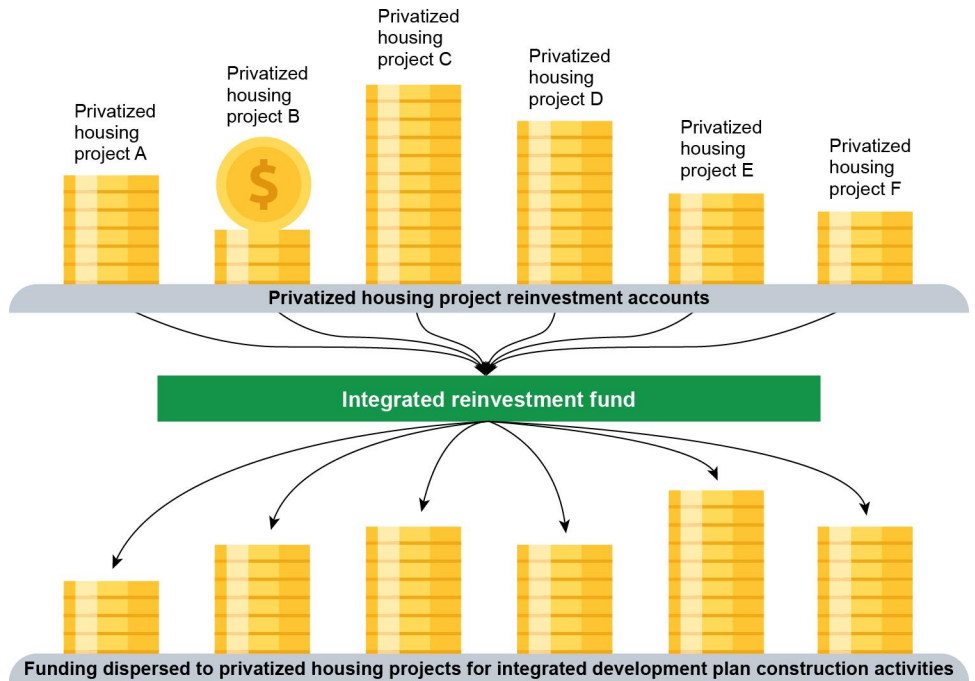 Privatized
housing
project A
Privatized
housing
project B
Privatized
housing
project C
Privatized
housing
project D
Privatized
housing
project E
Privatized
housing
project F
$
Privatized housing project reinvestment accounts
Integrated reinvestment fund
Funding dispersed to privatized housing projects for integrated development plan construction activities